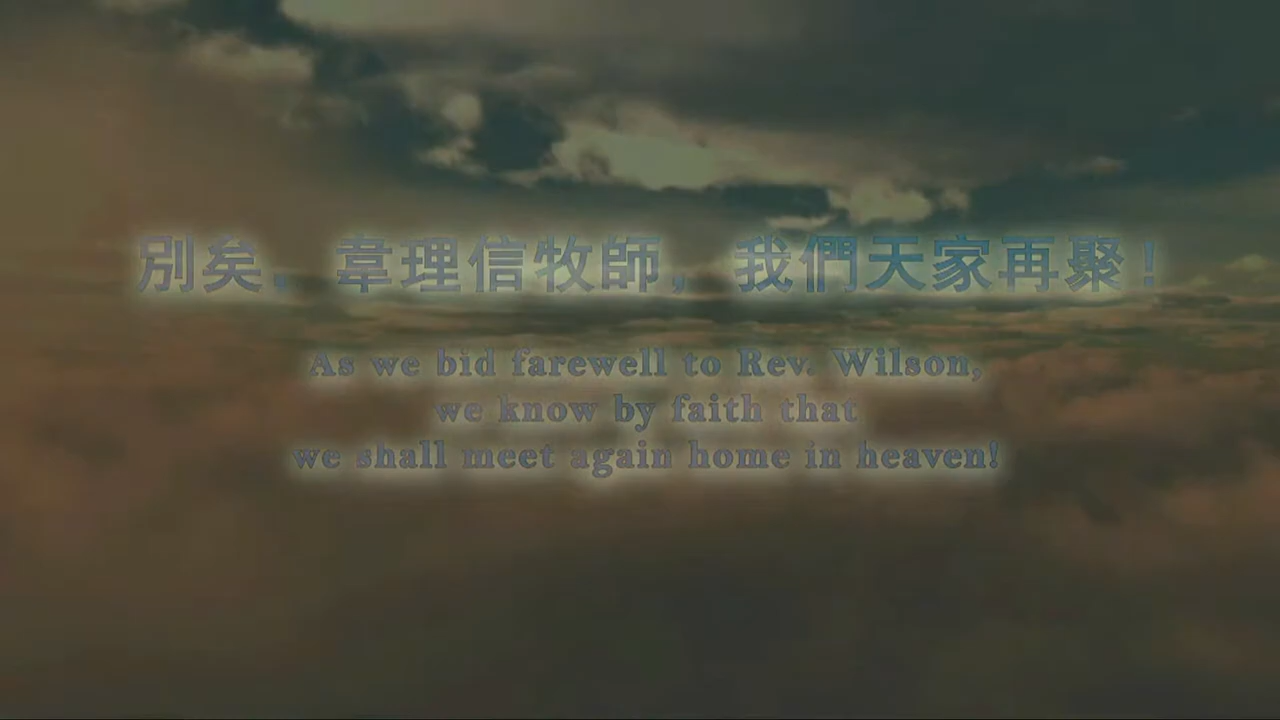 別矣，韋理信牧師，我們天家再聚！
As we bid farewell to Rev. Wilson,
we know by faith that
we shall meet again home in heaven!